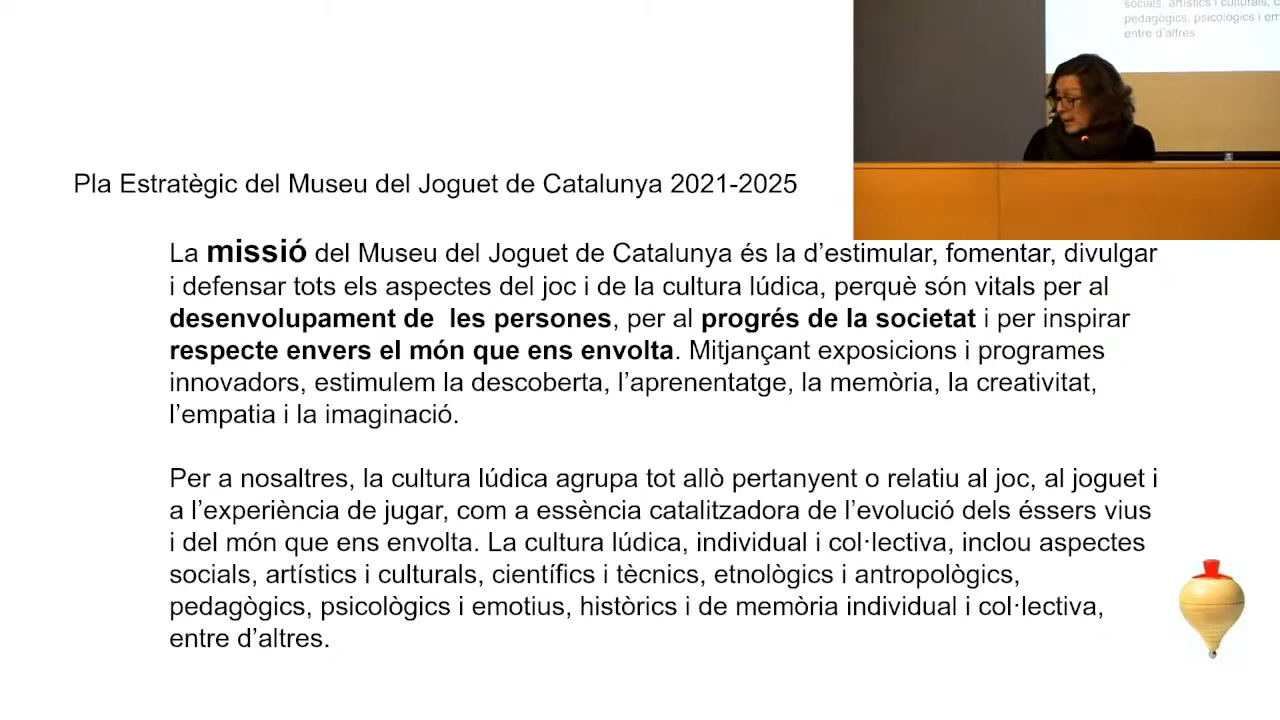 socials, artístics i culturals, c
pedagògics, psicològics i em
entre d'altres
Pla Estratègic del Museu del Joguet de Catalunya 2021-2025
La missió del Museu del Joguet de Catalunya és la d’estimular, fomentar, divulgar
i defensar tots els aspectes del joc i de la cultura lúdica, perquè són vitals per al
desenvolupament de  les persones, per al progrés de la societat i per inspirar
respecte envers el món que ens envolta. Mitjançant exposicions i programes
innovadors, estimulem la descoberta, l’aprenentatge, la memòria, la creativitat,
l’empatia i la imaginació.
Per a nosaltres, la cultura lúdica agrupa tot allò pertanyent o relatiu al joc, al joguet i
a l’experiència de jugar, com a essència catalitzadora de l’evolució dels éssers vius
i del món que ens envolta. La cultura lúdica, individual i col·lectiva, inclou aspectes
socials, artístics i culturals, científics i tècnics, etnològics i antropològics,
pedagògics, psicològics i emotius, històrics i de memòria individual i col·lectiva,
entre d’altres.